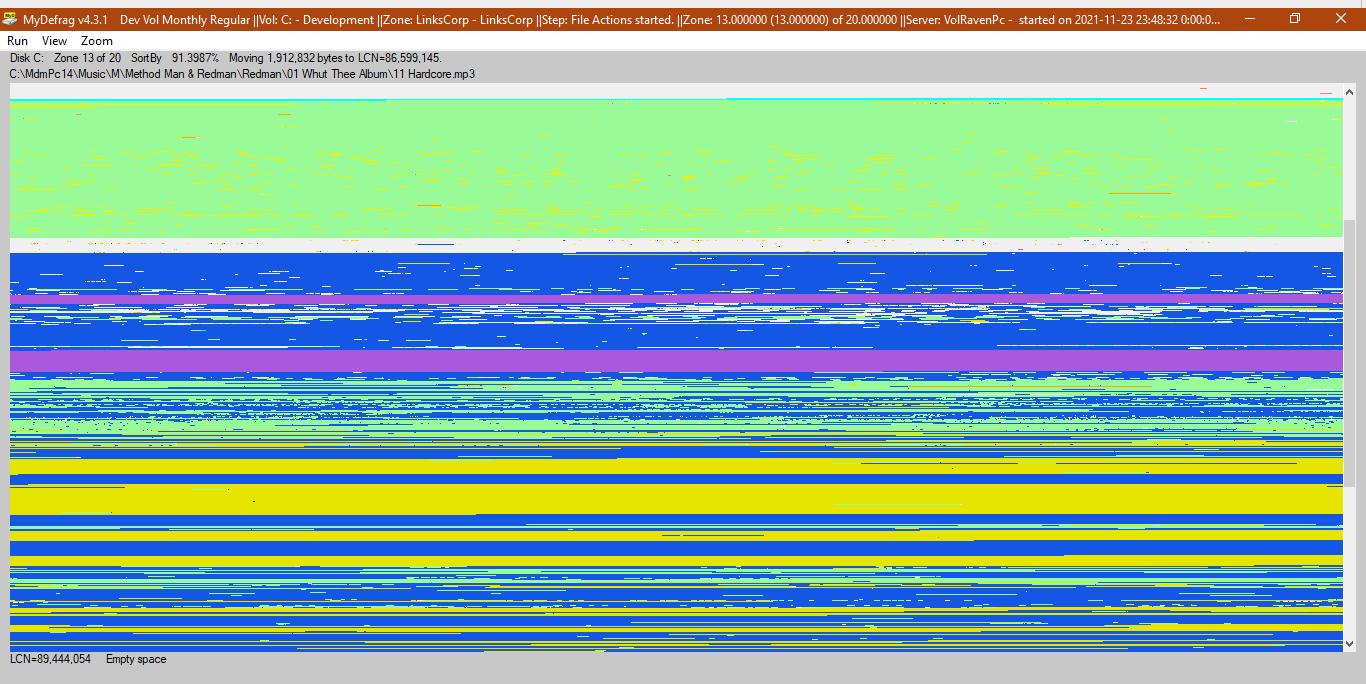 MyDefrag v4.3.1 Dev Vol Monthly Regular ||Vol: C: - Development ||Zone: LinksCorp - LinksCorp ||Step: File Actions started. ||Zone: 13.000000 (13.000000) of 20.000000 ||Server: VolRavenPc - started on 2021-11-23 23:48:32 0:00:0...
Run View Zoom
Disk C: Zone 13 of 20 SortBy 91.3987% Moving 1,912,832 bytes to LCN=86,599,145.
C:\MdmPc14\Music\M\Method Man & Redman\Redman\01 Whut Thee Album\11 Hardcore.mp3
LCN=89,444,054 Empty space